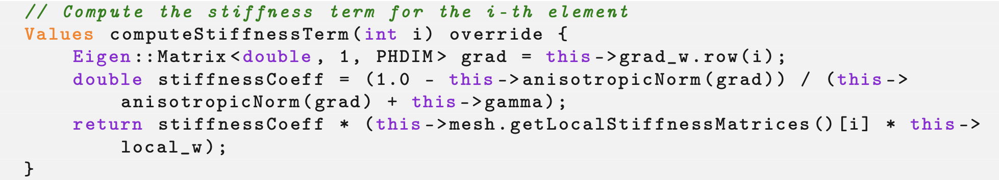 // Compute the stiffness term for the i-th element
Values computeStiffnessTerm(int i) override {
    Eigen::Matrix<double, 1, PHDIM> grad = this->grad_w.row(i);
    double stiffnessCoeff = (1.0 - this->anisotropicNorm(grad)) / (this->
        anisotropicNorm(grad) + this->gamma);
    return stiffnessCoeff * (this->mesh.getLocalStiffnessMatrices()[i] * this->
        local_w);
}